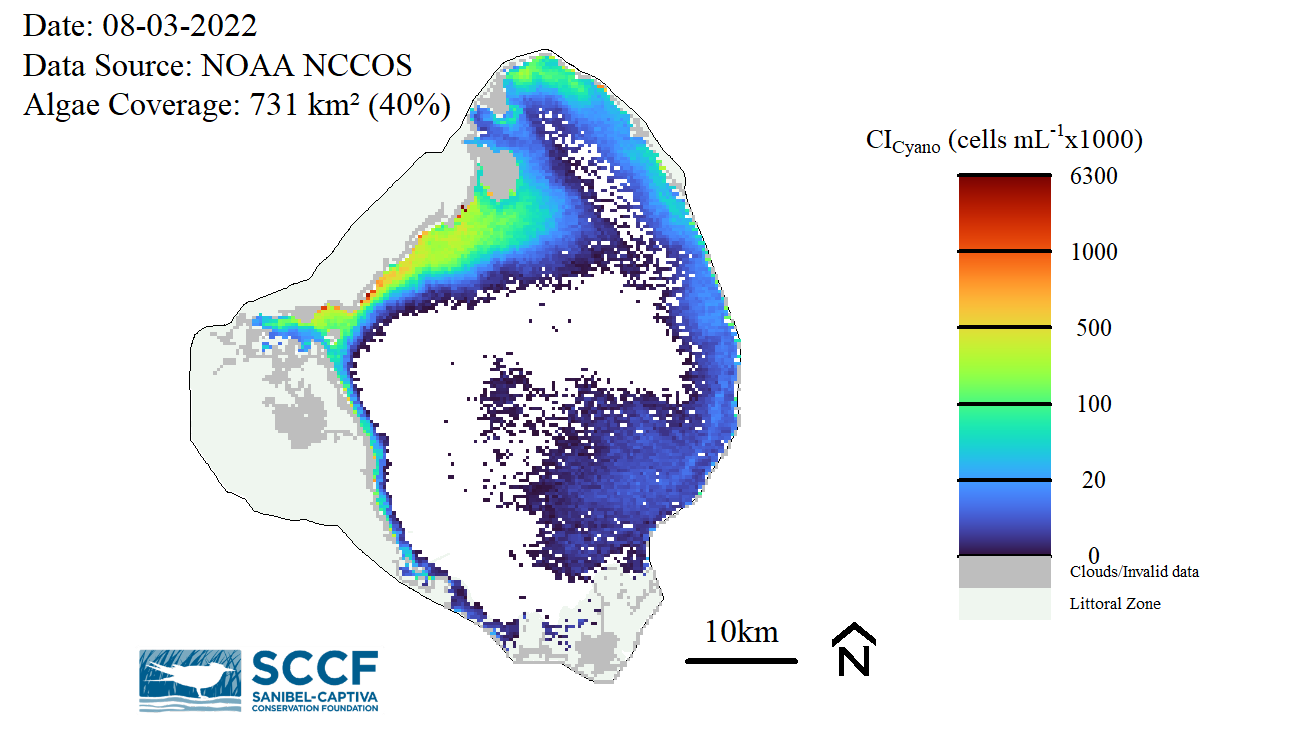 Date: 08-03-2022
Data Source: NOAA NCCOS
Algae Coverage: 731 km² (40%)
CICyano (cells mL-1x1000)
6300
1000
500
100
20
0
Clouds/Invalid data
Littoral Zone
10km
N
SCCF
SANIBEL-CAPTIVA
CONSERVATION FOUNDATION